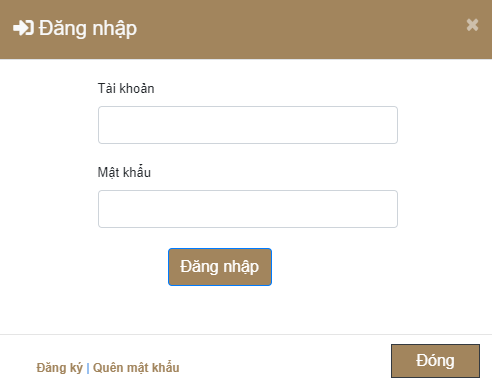 Đăng nhập
Tài khoản
Mật khẩu
Đăng nhập
Đăng ký | Quên mật khẩu
Đóng